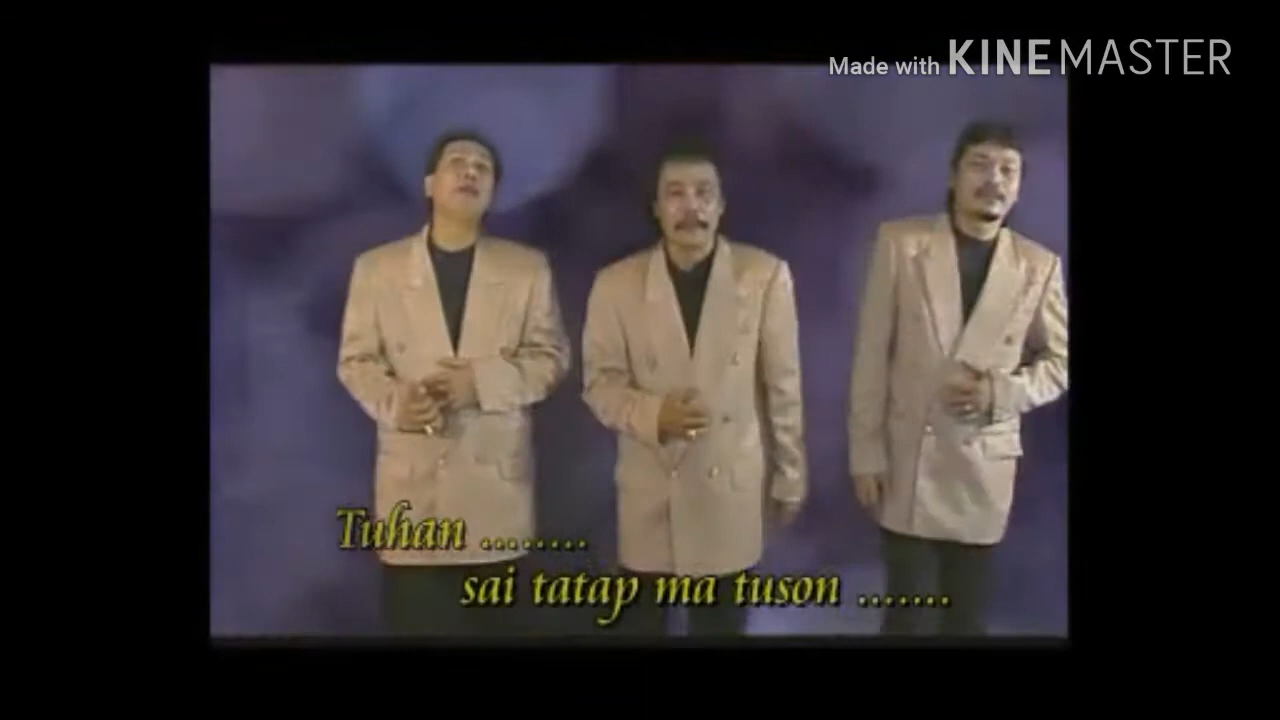 Made with KINEMASTER
Tuhan ........
sai tatap ma tuson .......